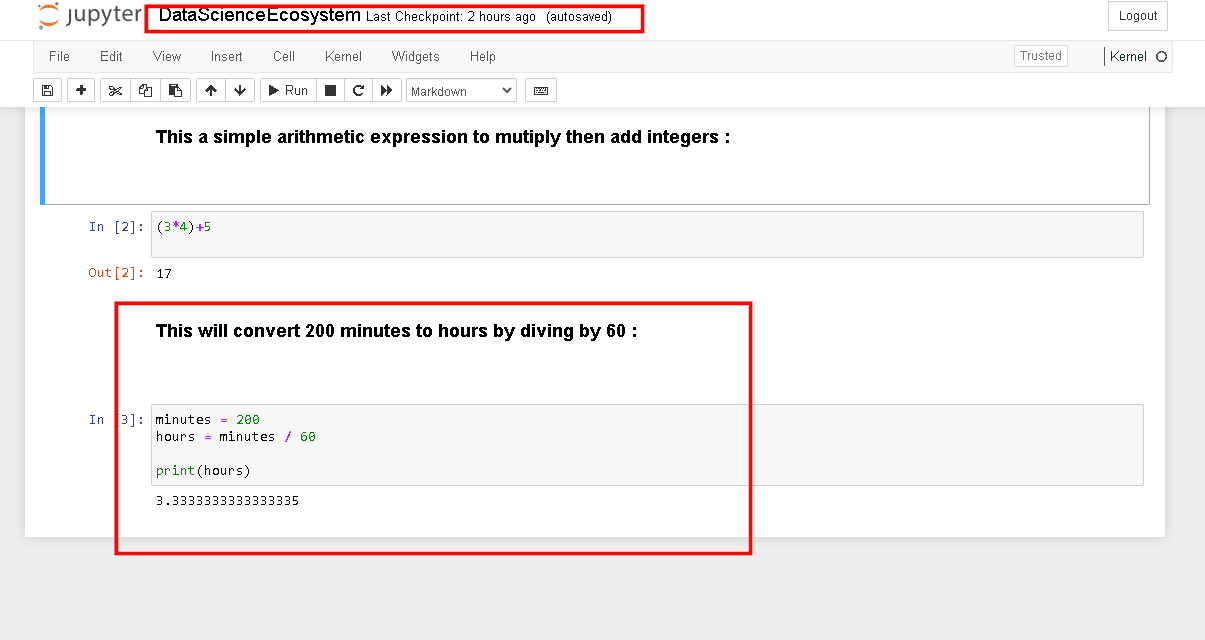 jupyter DataScienceEcosystem Last Checkpoint: 2 hours ago (autosaved) Logout
File Edit View Insert Cell Kernel Widgets Help Trusted Kernel
Run Markdown
This a simple arithmetic expression to mutiply then add integers :
In [2]: (3*4)+5
Out[2]: 17
This will convert 200 minutes to hours by diving by 60 :
In [3]: minutes = 200
hours = minutes / 60
print(hours)
3.3333333333333335